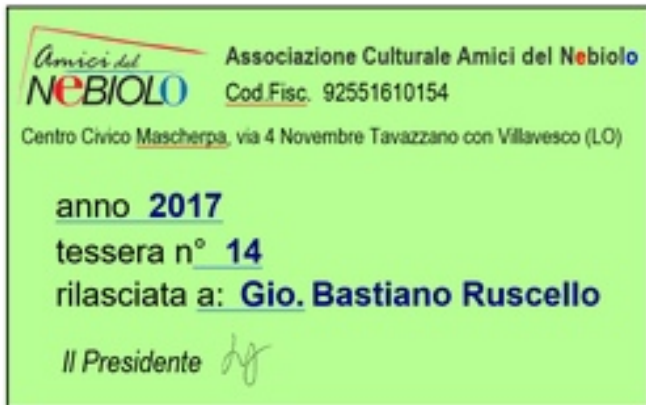 Amici del
NeBIOLO
Associazione Culturale Amici del Nebiolo
Cod.Fisc. 92551610154
Centro Civico Mascherpa, via 4 Novembre Tavazzano con Villavesco (LO)
anno 2017
tessera n° 14
rilasciata a: Gio. Bastiano Ruscello
Il Presidente